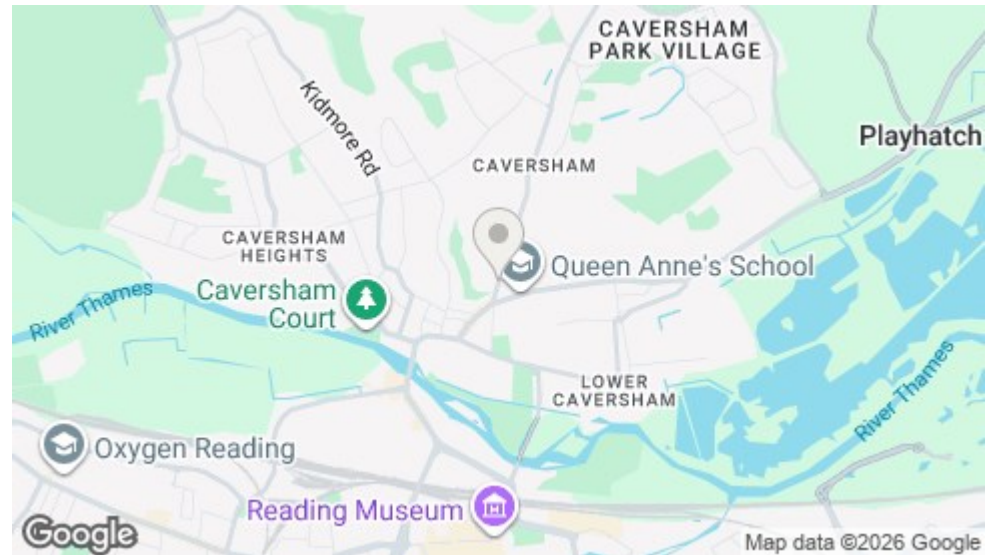 CAVERSHAM
PARK VILLAGE
Kidmore Rd
Playhatch
CAVERSHAM
CAVERSHAM
HEIGHTS
Queen Anne's School
Caversham
Court
River Thames
LOWER
CAVERSHAM
River Thames
Oxygen Reading
Reading Museum
Google
Map data ©2026 Google